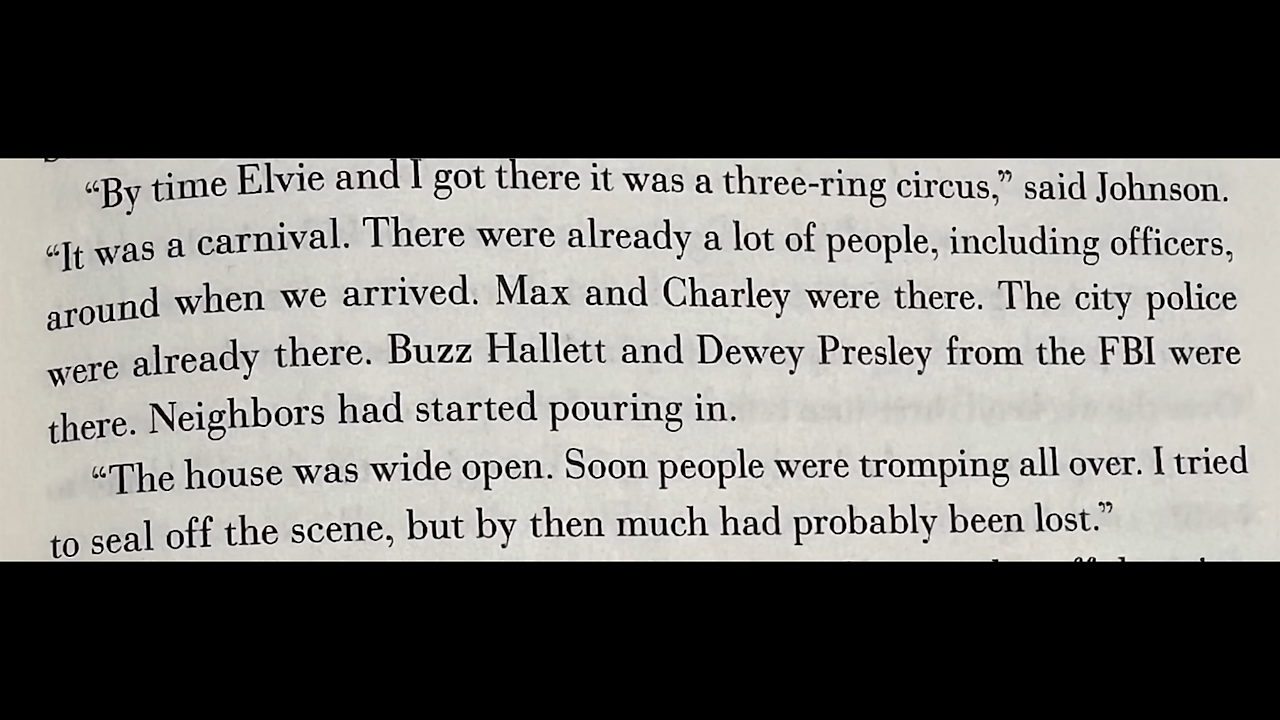 “By time Elvie and I got there it was a three-ring circus,” said Johnson.
“It was a carnival. There were already a lot of people, including officers,
around when we arrived. Max and Charley were there. The city police
were already there. Buzz Hallett and Dewey Presley from the FBI were
there. Neighbors had started pouring in.
“The house was wide open. Soon people were tromping all over. I tried
to seal off the scene, but by then much had probably been lost.”